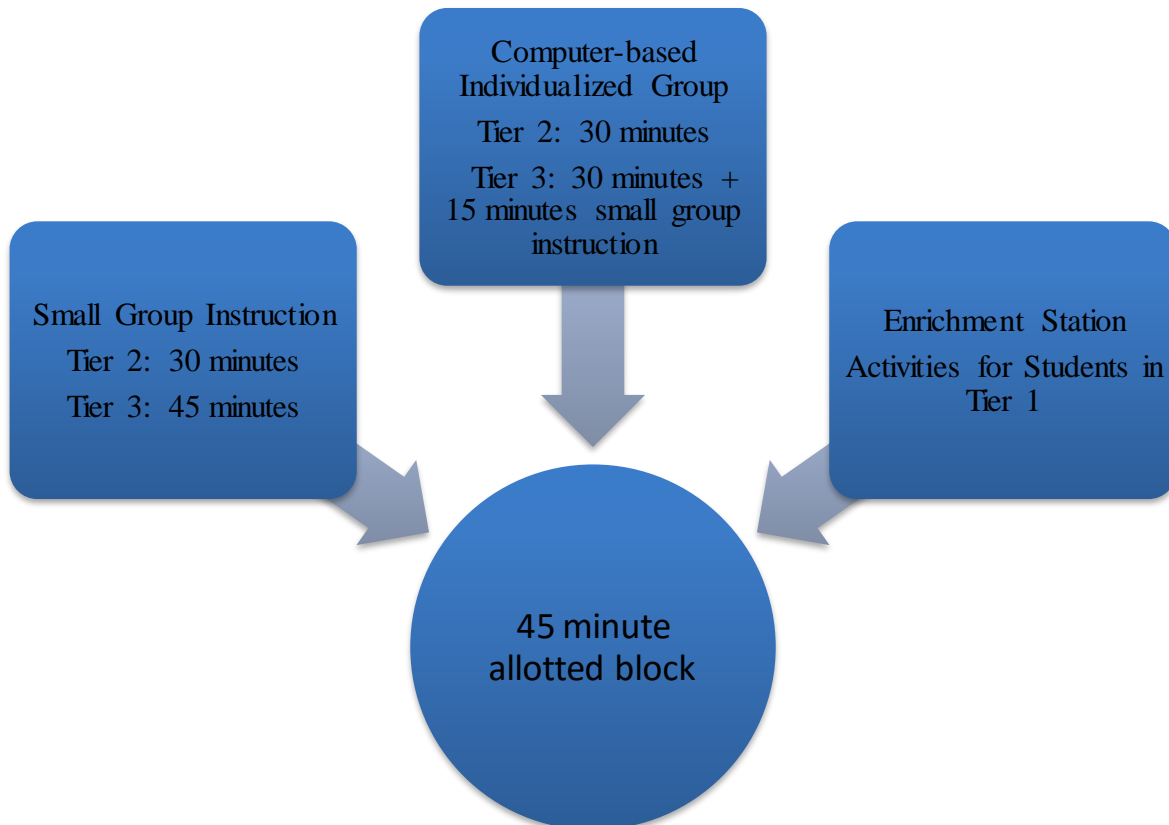 Computer-based
Individualized Group
Tier 2: 30 minutes
Tier 3: 30 minutes +
15 minutes small group
instruction
Small Group Instruction
Tier 2: 30 minutes
Tier 3: 45 minutes
Enrichment Station
Activities for Students in
Tier 1
45 minute
allotted block